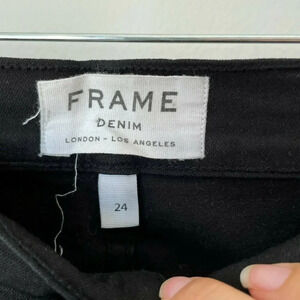 FRAME
DENIM
LONDON - LOS ANGELES
24